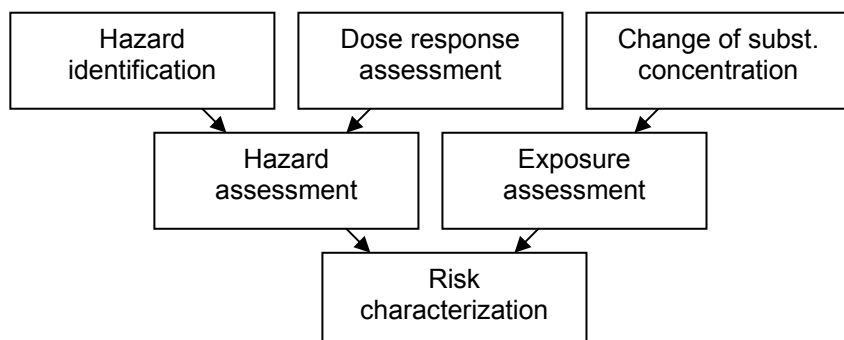 Hazard
identification
Dose response
assessment
Change of subst.
concentration
Hazard
assessment
Exposure
assessment
Risk
characterization